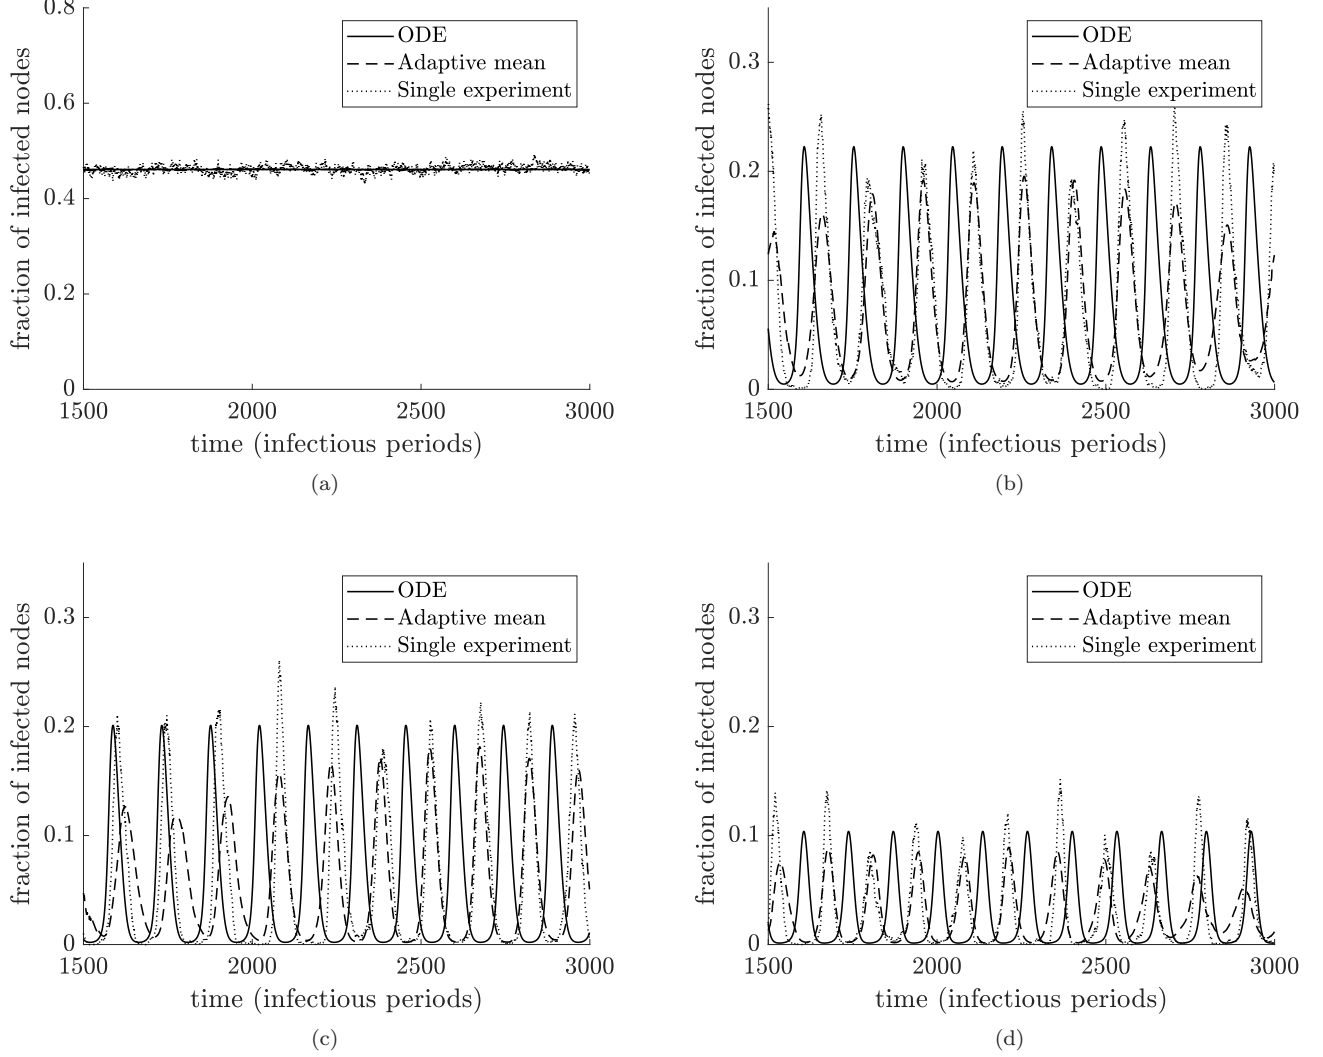 fraction of infected nodes
0.8
0.6
0.4
0.2
0
ODE
Adaptive mean
Single experiment
1500
2000
2500
3000
time (infectious periods)
(a)
fraction of infected nodes
0.3
0.2
0.1
0
ODE
Adaptive mean
Single experiment
1500
2000
2500
3000
time (infectious periods)
(b)
fraction of infected nodes
0.3
0.2
0.1
0
ODE
Adaptive mean
Single experiment
1500
2000
2500
3000
time (infectious periods)
(c)
fraction of infected nodes
0.3
0.2
0.1
0
ODE
Adaptive mean
Single experiment
1500
2000
2500
3000
time (infectious periods)
(d)